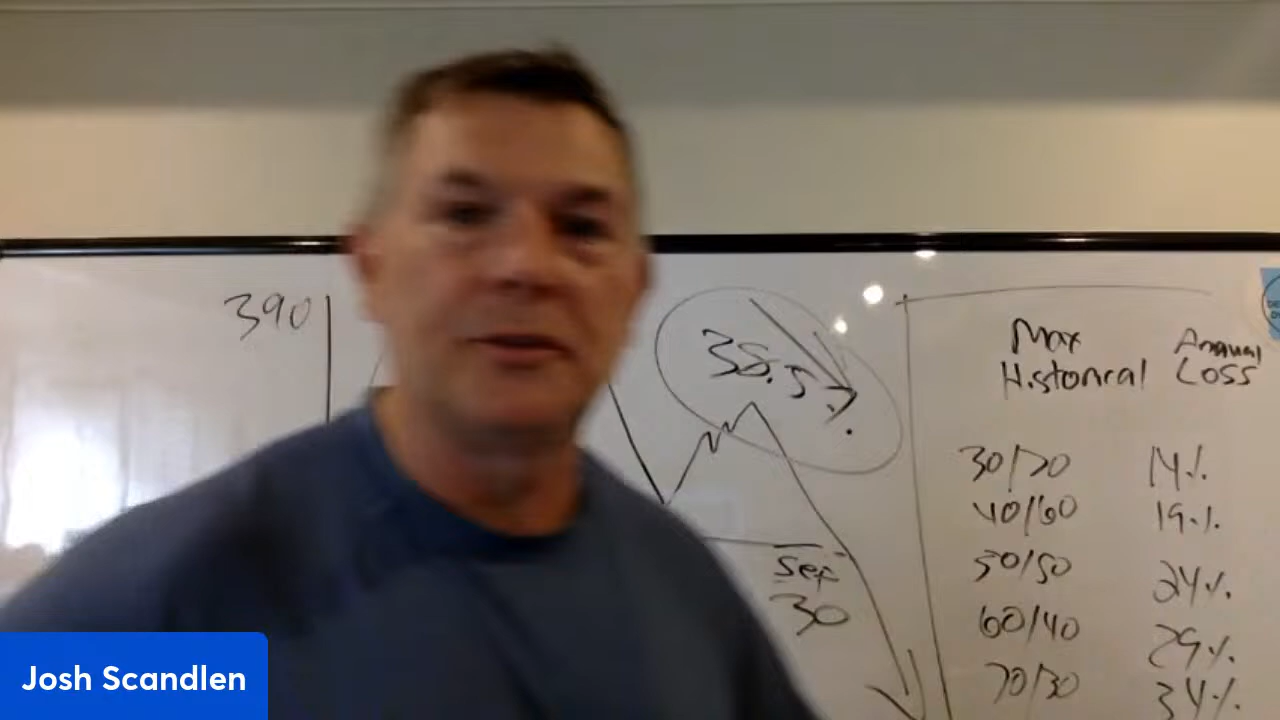 390
38.5%
Sep
30
Max Annual
Historical Loss
30/70 14%
40/60 19%
50/50 24%
60/40 29%
70/30 34%
Josh Scandlen